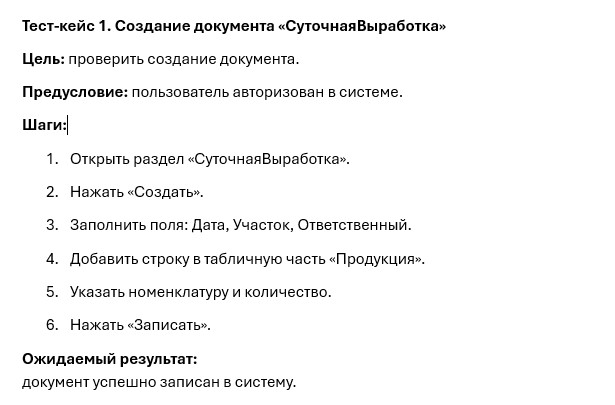 Тест-кейс 1. Создание документа «СуточнаяВыработка»
Цель: проверить создание документа.
Предусловие: пользователь авторизован в системе.
Шаги:
1. Открыть раздел «СуточнаяВыработка».
2. Нажать «Создать».
3. Заполнить поля: Дата, Участок, Ответственный.
4. Добавить строку в табличную часть «Продукция».
5. Указать номенклатуру и количество.
6. Нажать «Записать».
Ожидаемый результат:
документ успешно записан в систему.